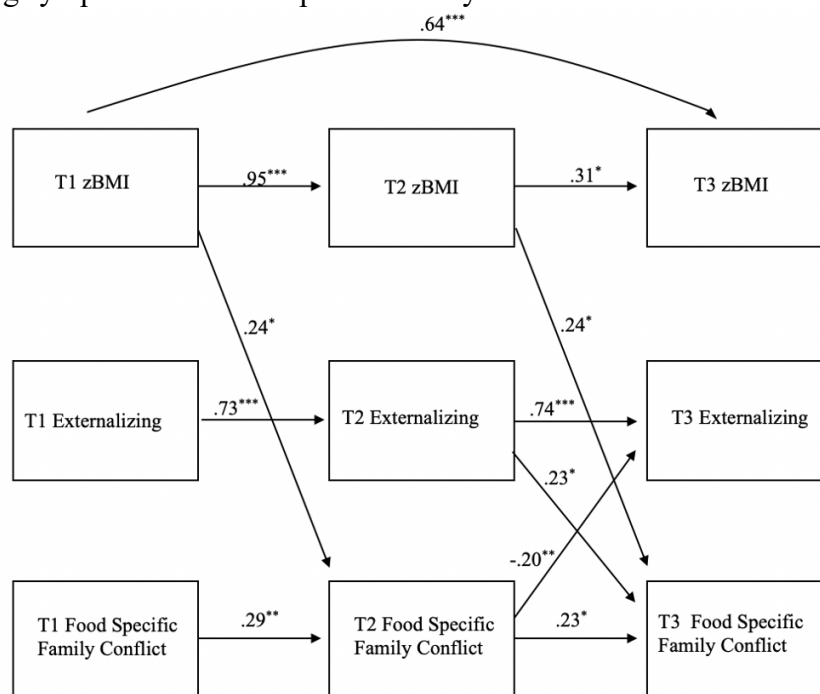 .64***
T1 zBMI
.95***
T2 zBMI
.31*
T3 zBMI
.24*
.24*
T1 Externalizing
.73***
T2 Externalizing
.74***
T3 Externalizing
.23*
-.20**
T1 Food Specific
Family Conflict
.29**
T2 Food Specific
Family Conflict
.23*
T3 Food Specific
Family Conflict